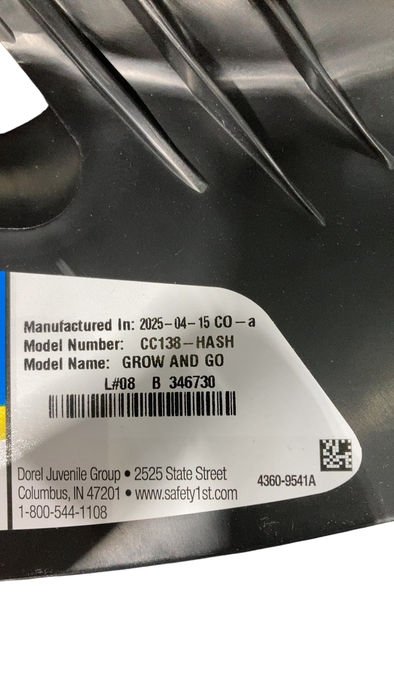 Manufactured In: 2025-04-15 CO-a
Model Number: CC138-HASH
Model Name: GROW AND GO
L#08 B 346730
Dorel Juvenile Group • 2525 State Street
Columbus, IN 47201 • www.safety1st.com
1-800-544-1108
4360-9541A